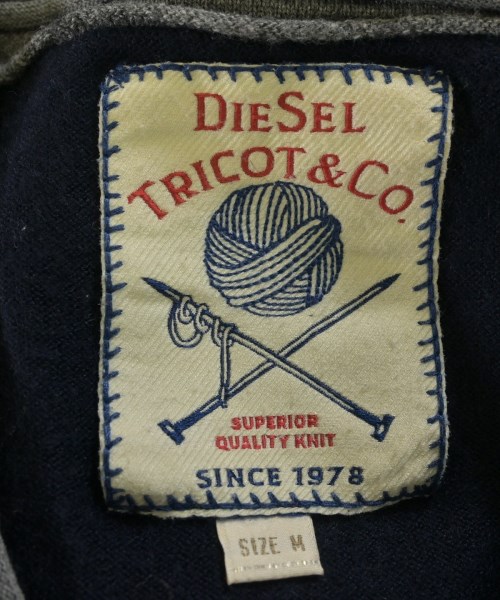 DIESEL
TRICOT & CO.
SUPERIOR
QUALITY KNIT
SINCE 1978
SIZE M